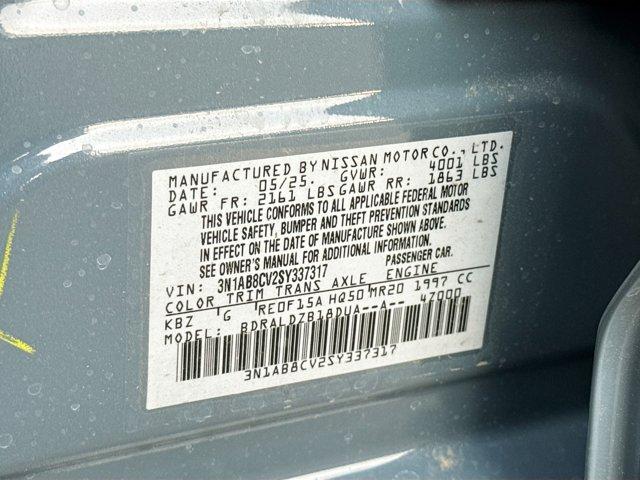 MANUFACTURED BY NISSAN MOTOR CO., LTD.
DATE: 05/25. GVWR: 4001 LBS
GAWR FR: 2161 LBS GAWR RR: 1863 LBS
THIS VEHICLE CONFORMS TO ALL APPLICABLE FEDERAL MOTOR
VEHICLE SAFETY, BUMPER AND THEFT PREVENTION STANDARDS
IN EFFECT ON THE DATE OF MANUFACTURE SHOWN ABOVE.
SEE OWNER'S MANUAL FOR ADDITIONAL INFORMATION.
VIN: 3N1AB8CV2SY337317 PASSENGER CAR.
COLOR TRIM TRANS AXLE ENGINE
KBZ G RE0F15A HQ50 MR20 1997 CC
MODEL: BDRALDZB18DUA--A-- 4Z000
3N1AB8CV2SY337317